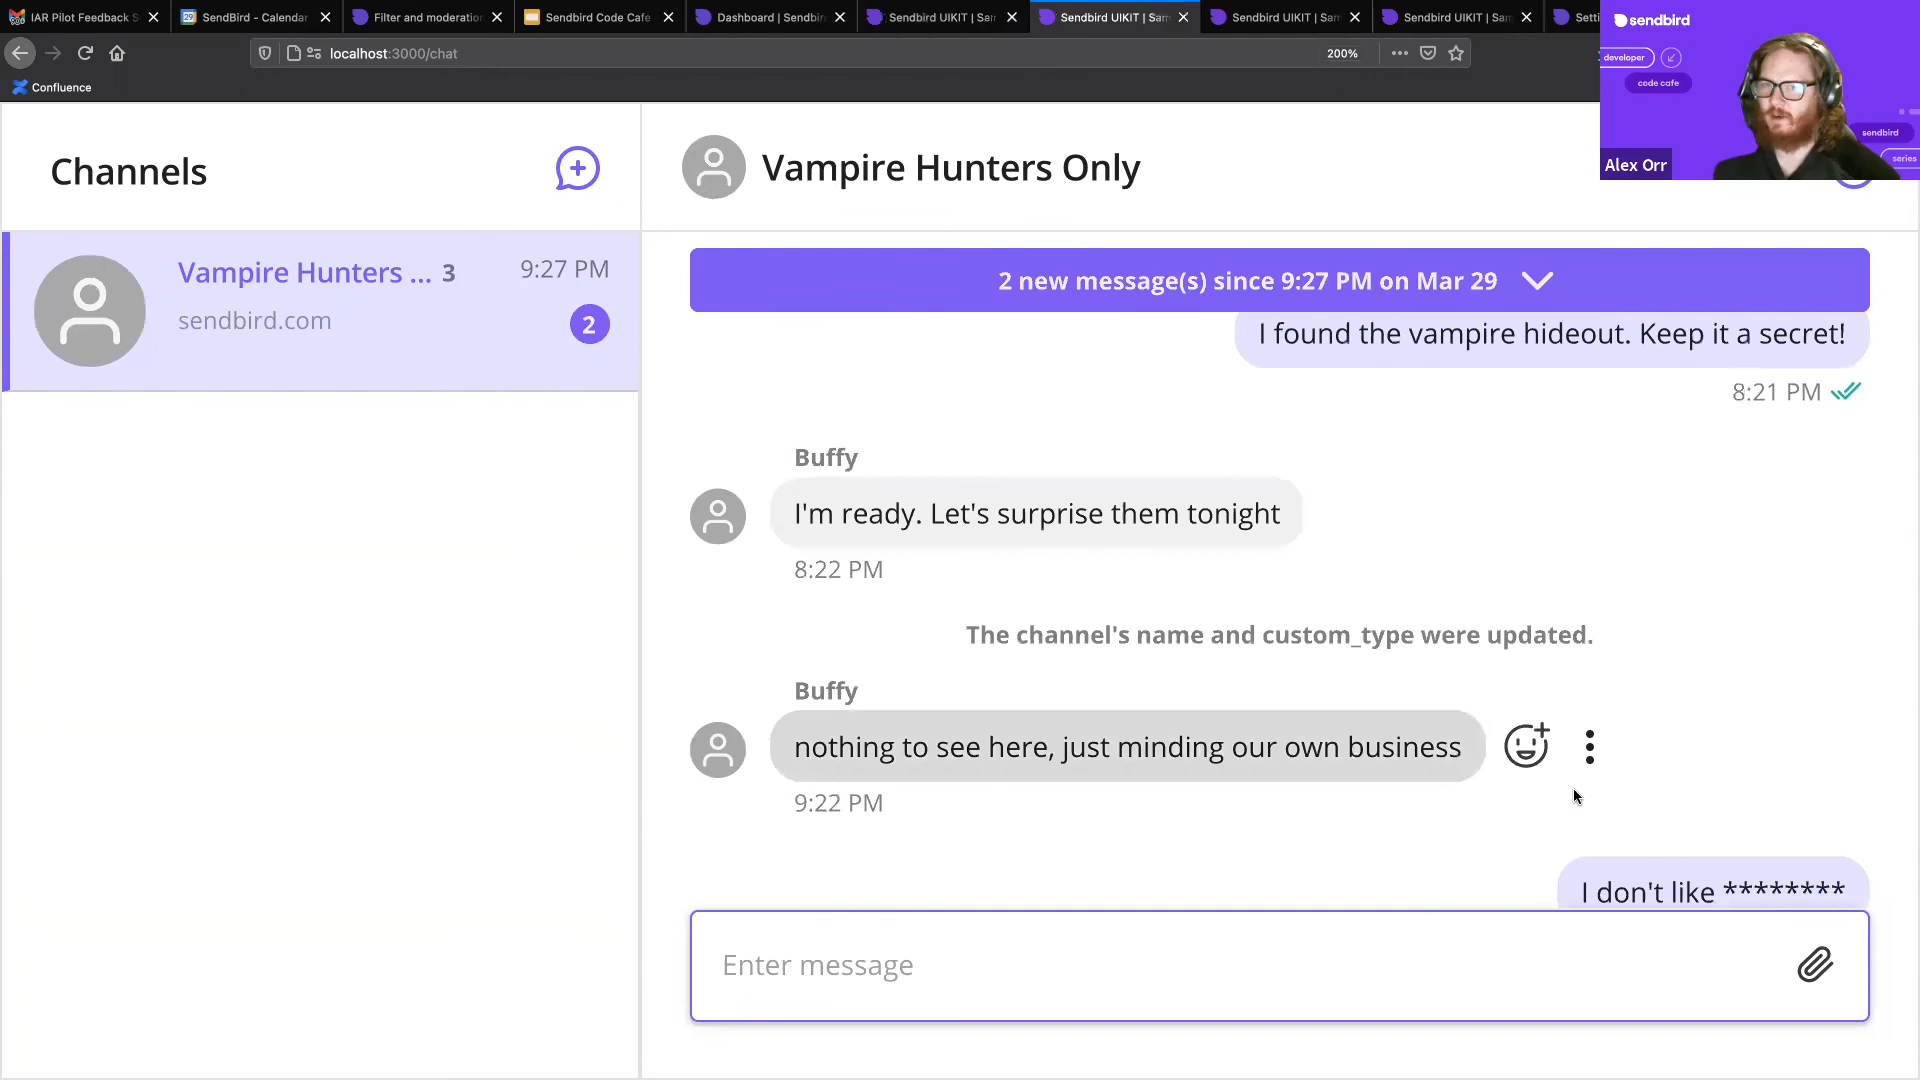 IAR Pilot Feedback S
SendBird - Calendar
Filter and moderation
Sendbird Code Cafe
Dashboard | Sendbir
Sendbird UIKIT | Sam
Sendbird UIKIT | Sam
Sendbird UIKIT | Sam
Sendbird UIKIT | Sam
Setti
localhost:3000/chat
200%
Confluence
sendbird
developer
code cafe
sendbird
series
Alex Orr
Channels
Vampire Hunters ... 3
9:27 PM
sendbird.com
2
Vampire Hunters Only
2 new message(s) since 9:27 PM on Mar 29
I found the vampire hideout. Keep it a secret!
8:21 PM
Buffy
I'm ready. Let's surprise them tonight
8:22 PM
The channel's name and custom_type were updated.
Buffy
nothing to see here, just minding our own business
9:22 PM
I don't like ********
Enter message